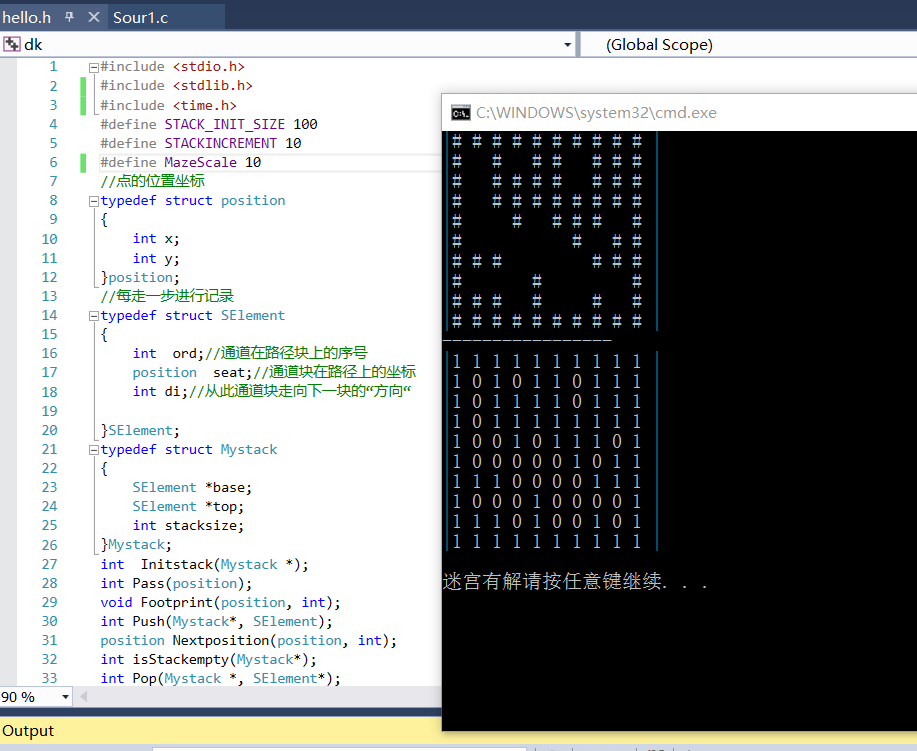 hello.h
Sour1.c
dk
(Global Scope)
1 #include <stdio.h>
2 #include <stdlib.h>
3 #include <time.h>
4 #define STACK_INIT_SIZE 100
5 #define STACKINCREMENT 10
6 #define MazeScale 10
7 //点的位置坐标
8 typedef struct position
9 {
10 int x;
11 int y;
12 }position;
13 //每走一步进行记录
14 typedef struct SElement
15 {
16 int  ord;//通道在路径块上的序号
17 position  seat;//通道块在路径上的坐标
18 int di;//从此通道块走向下一块的“方向“
19
20 }SElement;
21 typedef struct Mystack
22 {
23 SElement *base;
24 SElement *top;
25 int stacksize;
26 }Mystack;
27 int  Initstack(Mystack *);
28 int Pass(position);
29 void Footprint(position, int);
30 int Push(Mystack*, SElement);
31 position Nextposition(position, int);
32 int isStackempty(Mystack*);
33 int Pop(Mystack *, SElement*);
90 %
Output
C:\WINDOWS\system32\cmd.exe
|# # # # # # # # # # |
|#   #   # #   # # # |
|#   # # # #   # # # |
|#   # # # # # # # # |
|#     #   # # #   # |
|#           #   # # |
|# # #         # # # |
|#       #         # |
|# # #   #     #   # |
|# # # # # # # # # # |
-----------------
|1 1 1 1 1 1 1 1 1 1 |
|1 0 1 0 1 1 0 1 1 1 |
|1 0 1 1 1 1 0 1 1 1 |
|1 0 1 1 1 1 1 1 1 1 |
|1 0 0 1 0 1 1 1 0 1 |
|1 0 0 0 0 0 1 0 1 1 |
|1 1 1 0 0 0 0 1 1 1 |
|1 0 0 0 1 0 0 0 0 1 |
|1 1 1 0 1 0 0 1 0 1 |
|1 1 1 1 1 1 1 1 1 1 |
迷宫有解请按任意键继续. . .